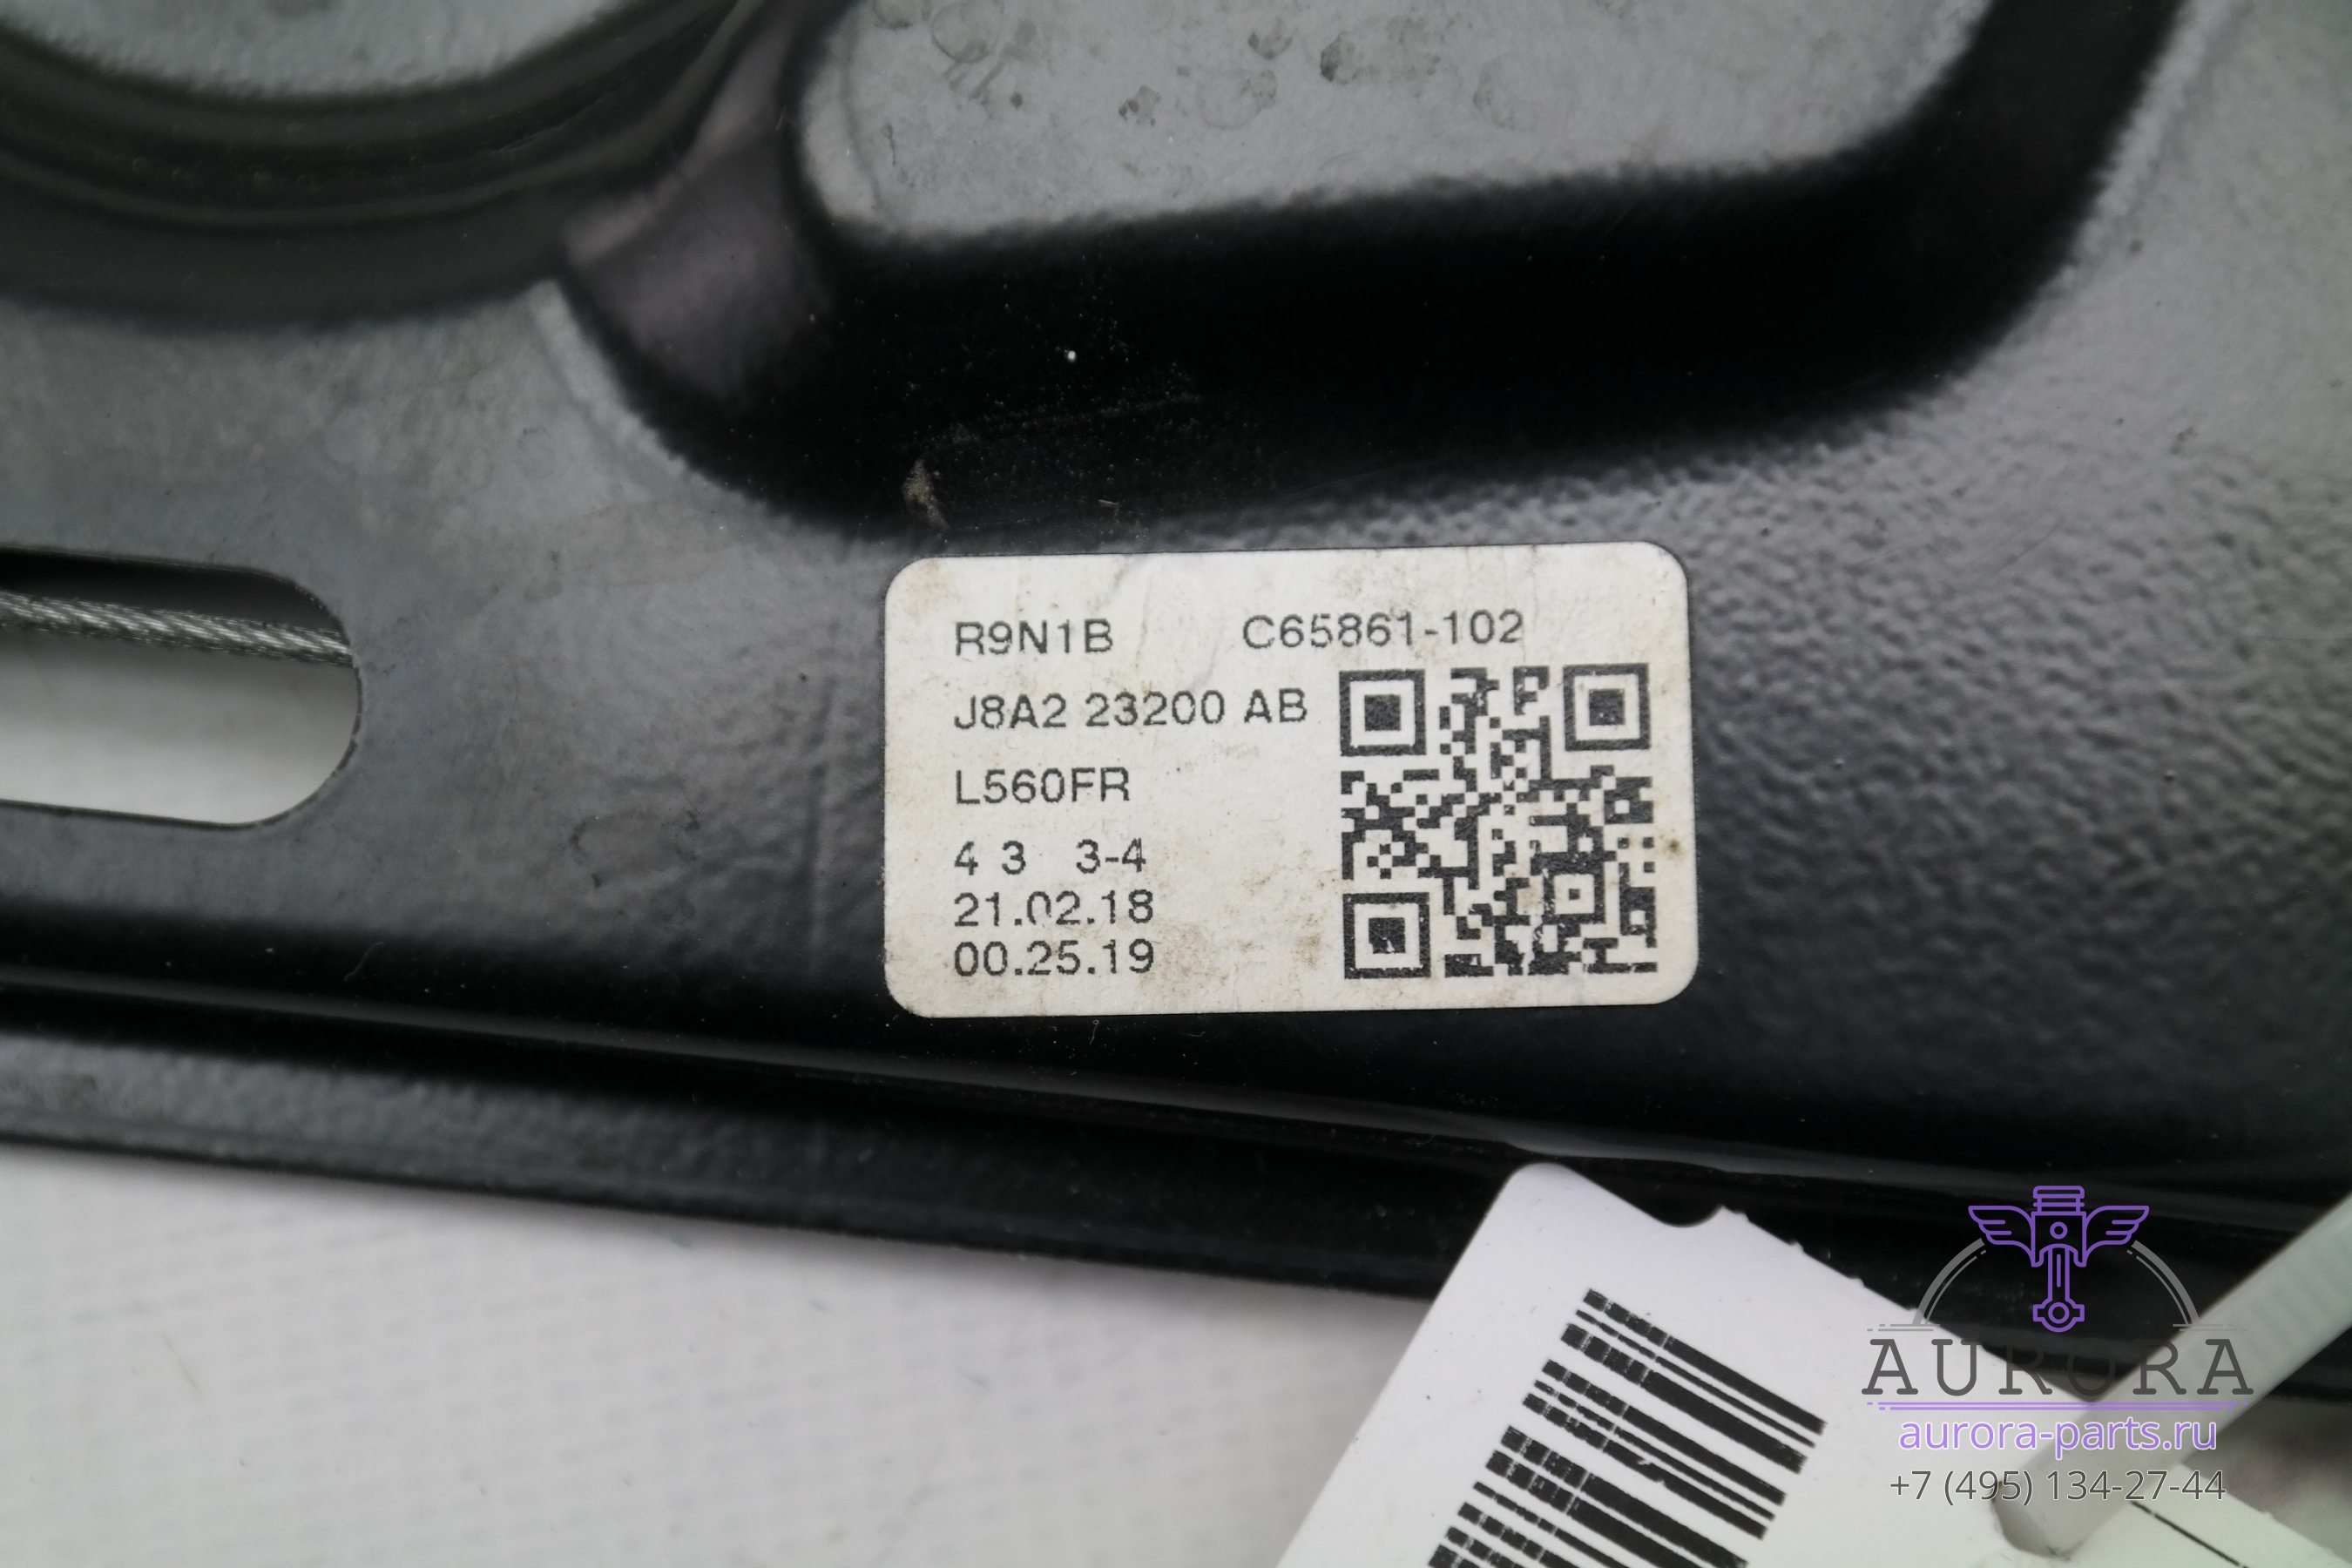 R9N1B C65861-102
J8A2 23200 AB
L560FR
4 3 3-4
21.02.18
00.25.19
AURORA
aurora-parts.ru
+7 (495) 134-27-44